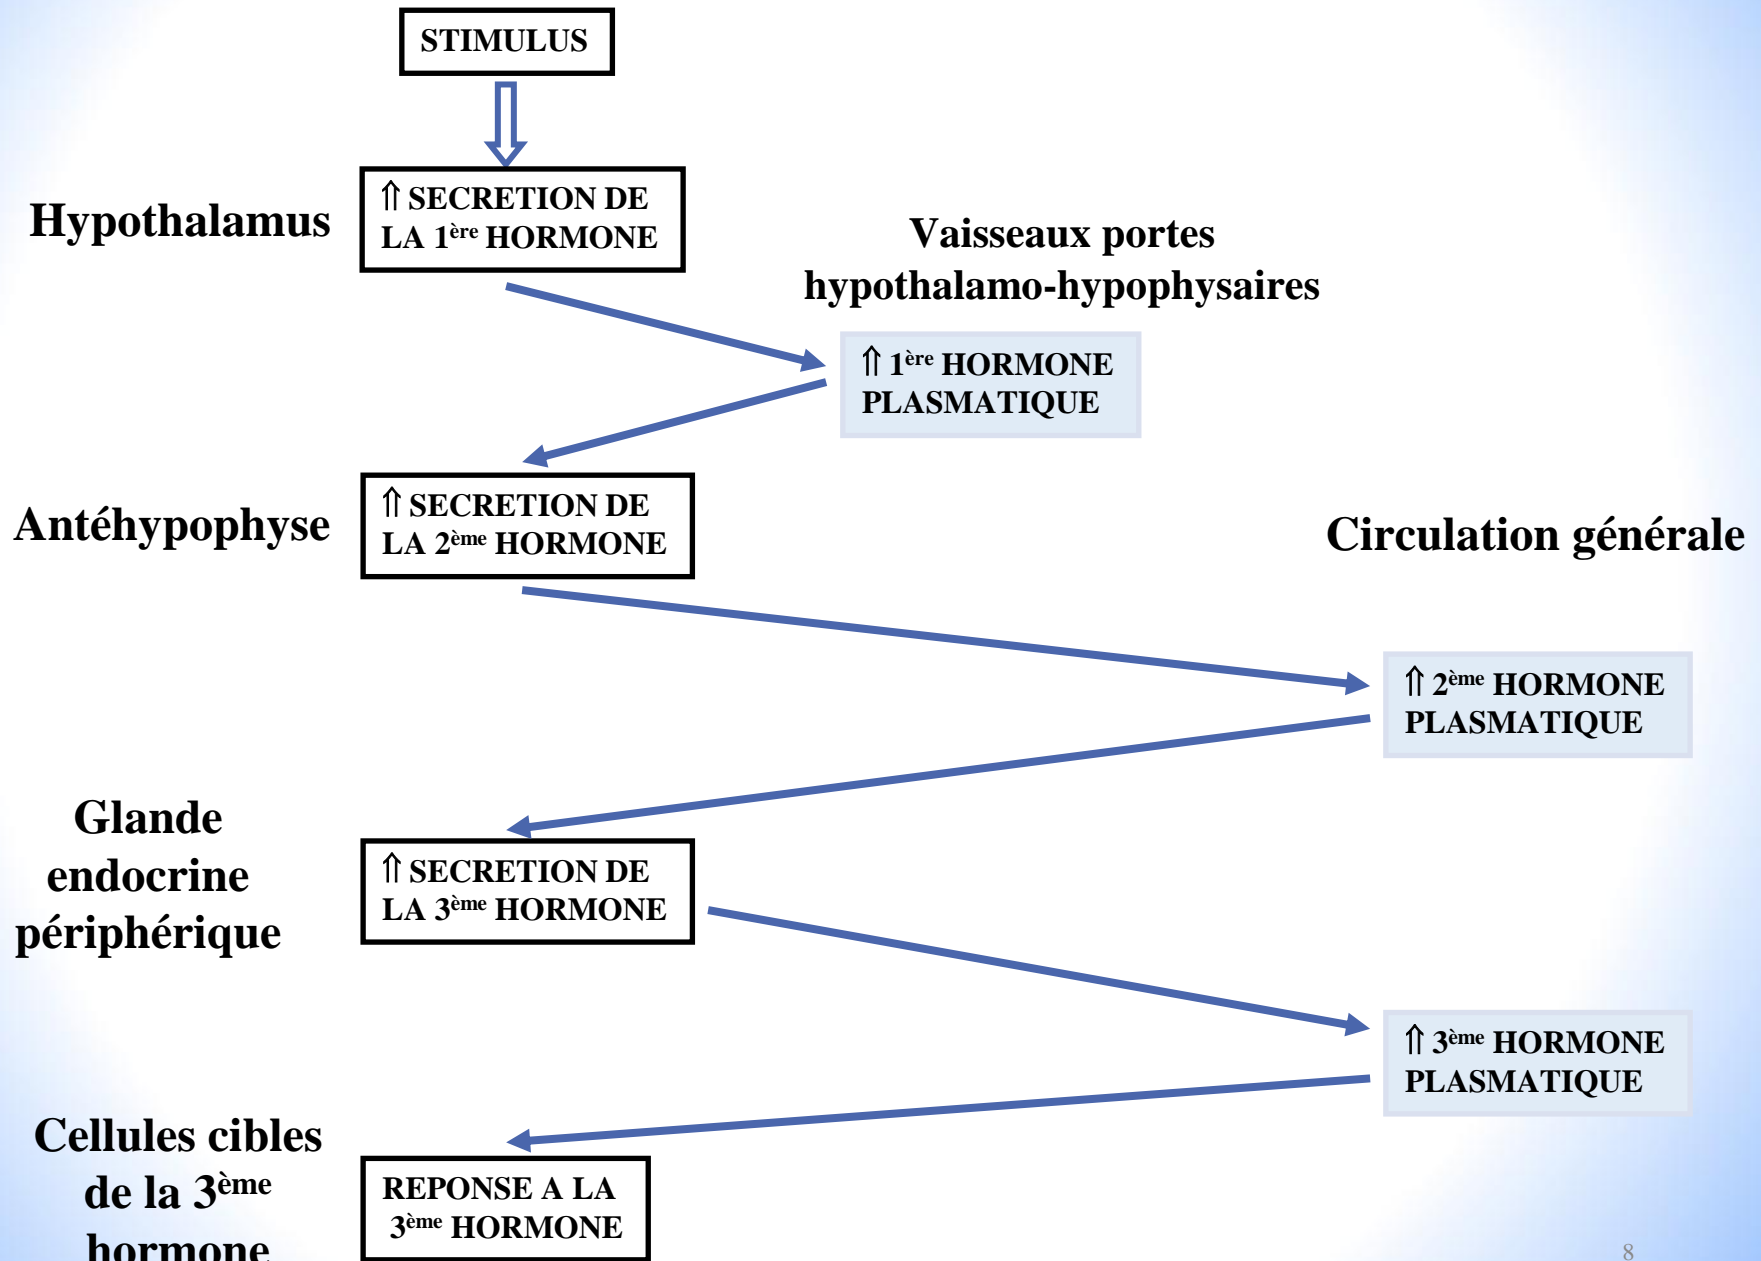 STIMULUS
Hypothalamus
⇑ SECRETION DE
LA 1ère HORMONE
Vaisseaux portes
hypothalamo-hypophysaires
⇑ 1ère HORMONE
PLASMATIQUE
Antéhypophyse
⇑ SECRETION DE
LA 2ème HORMONE
Circulation générale
⇑ 2ème HORMONE
PLASMATIQUE
Glande
endocrine
périphérique
⇑ SECRETION DE
LA 3ème HORMONE
⇑ 3ème HORMONE
PLASMATIQUE
Cellules cibles
de la 3ème
hormone
REPONSE A LA
3ème HORMONE
8